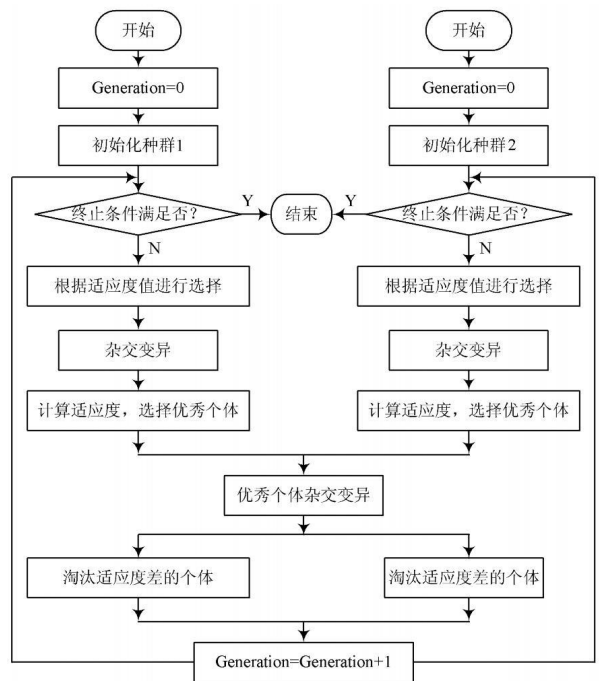 开始
开始
Generation=0
Generation=0
初始化种群1
初始化种群2
终止条件满足否?
Y
结束
Y
终止条件满足否?
N
N
根据适应度值进行选择
根据适应度值进行选择
杂交变异
杂交变异
计算适应度，选择优秀个体
计算适应度，选择优秀个体
优秀个体杂交变异
淘汰适应度差的个体
淘汰适应度差的个体
Generation=Generation+1